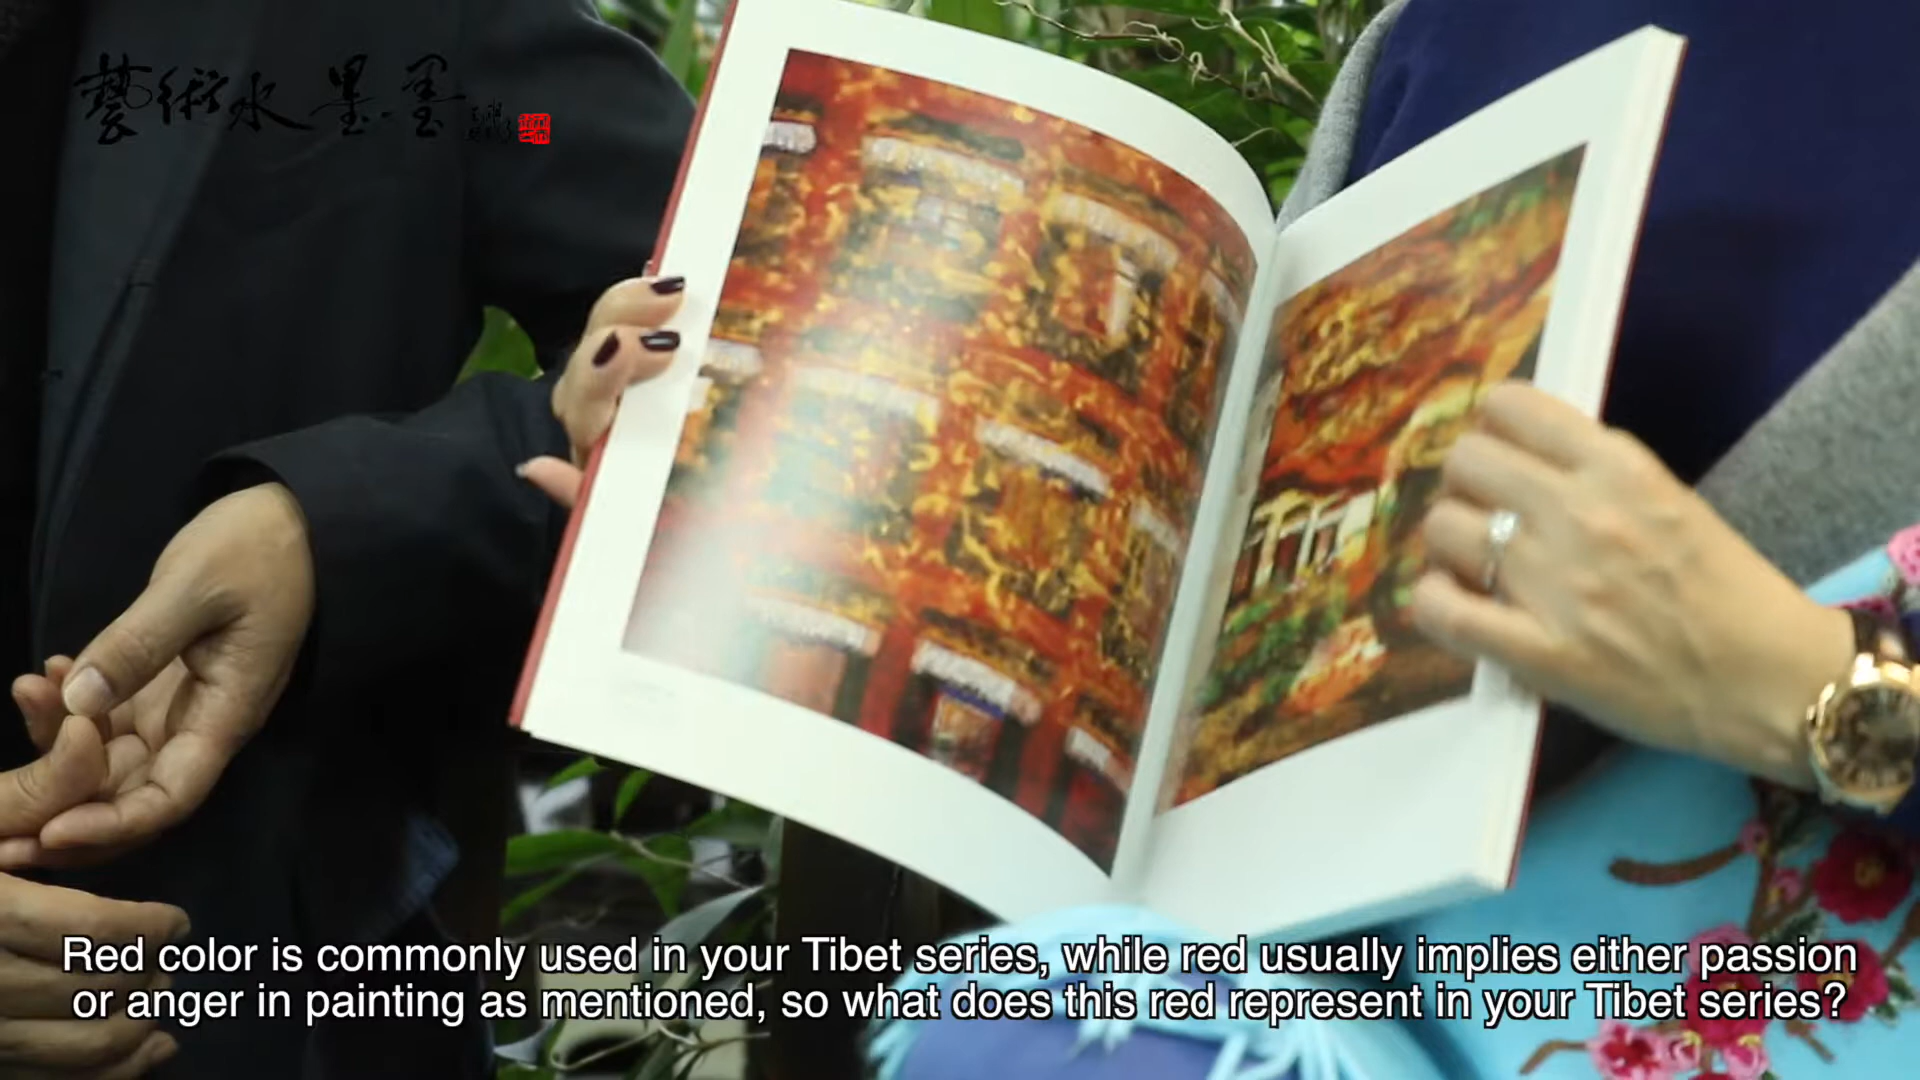 藝術水墨墨
Red color is commonly used in your Tibet series, while red usually implies either passion
or anger in painting as mentioned, so what does this red represent in your Tibet series?